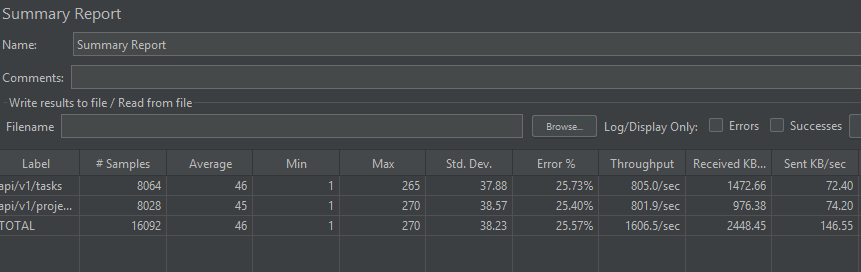 Summary Report
Name: Summary Report
Comments:
Write results to file / Read from file
Filename Browse... Log/Display Only: Errors Successes
Label # Samples Average Min Max Std. Dev. Error % Throughput Received KB... Sent KB/sec
api/v1/tasks 8064 46 1 265 37.88 25.73% 805.0/sec 1472.66 72.40
api/v1/proje... 8028 45 1 270 38.57 25.40% 801.9/sec 976.38 74.20
TOTAL 16092 46 1 270 38.23 25.57% 1606.5/sec 2448.45 146.55